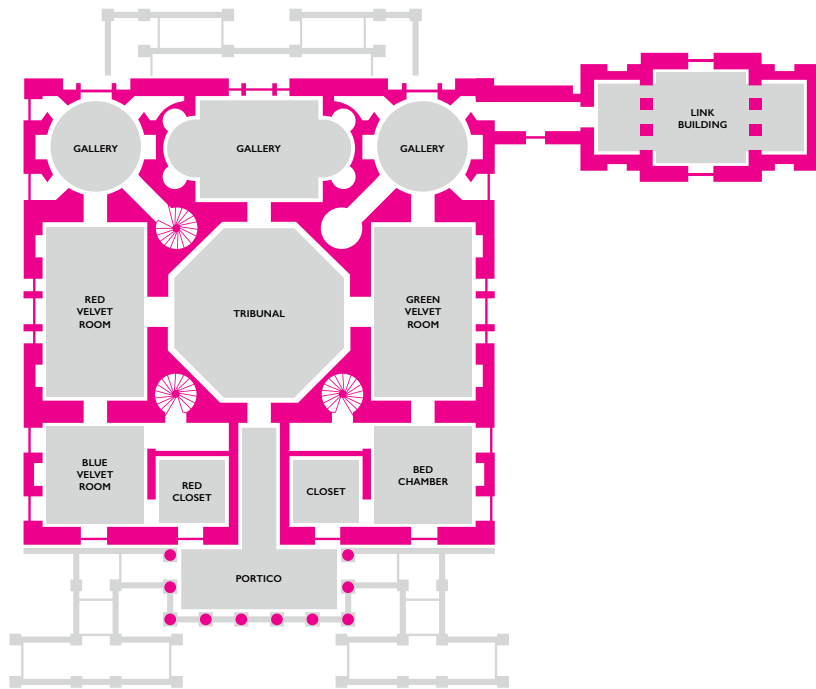 LINK
BUILDING
GALLERY
GALLERY
GALLERY
RED
VELVET
ROOM
TRIBUNAL
GREEN
VELVET
ROOM
BLUE
VELVET
ROOM
RED
CLOSET
CLOSET
BED
CHAMBER
PORTICO